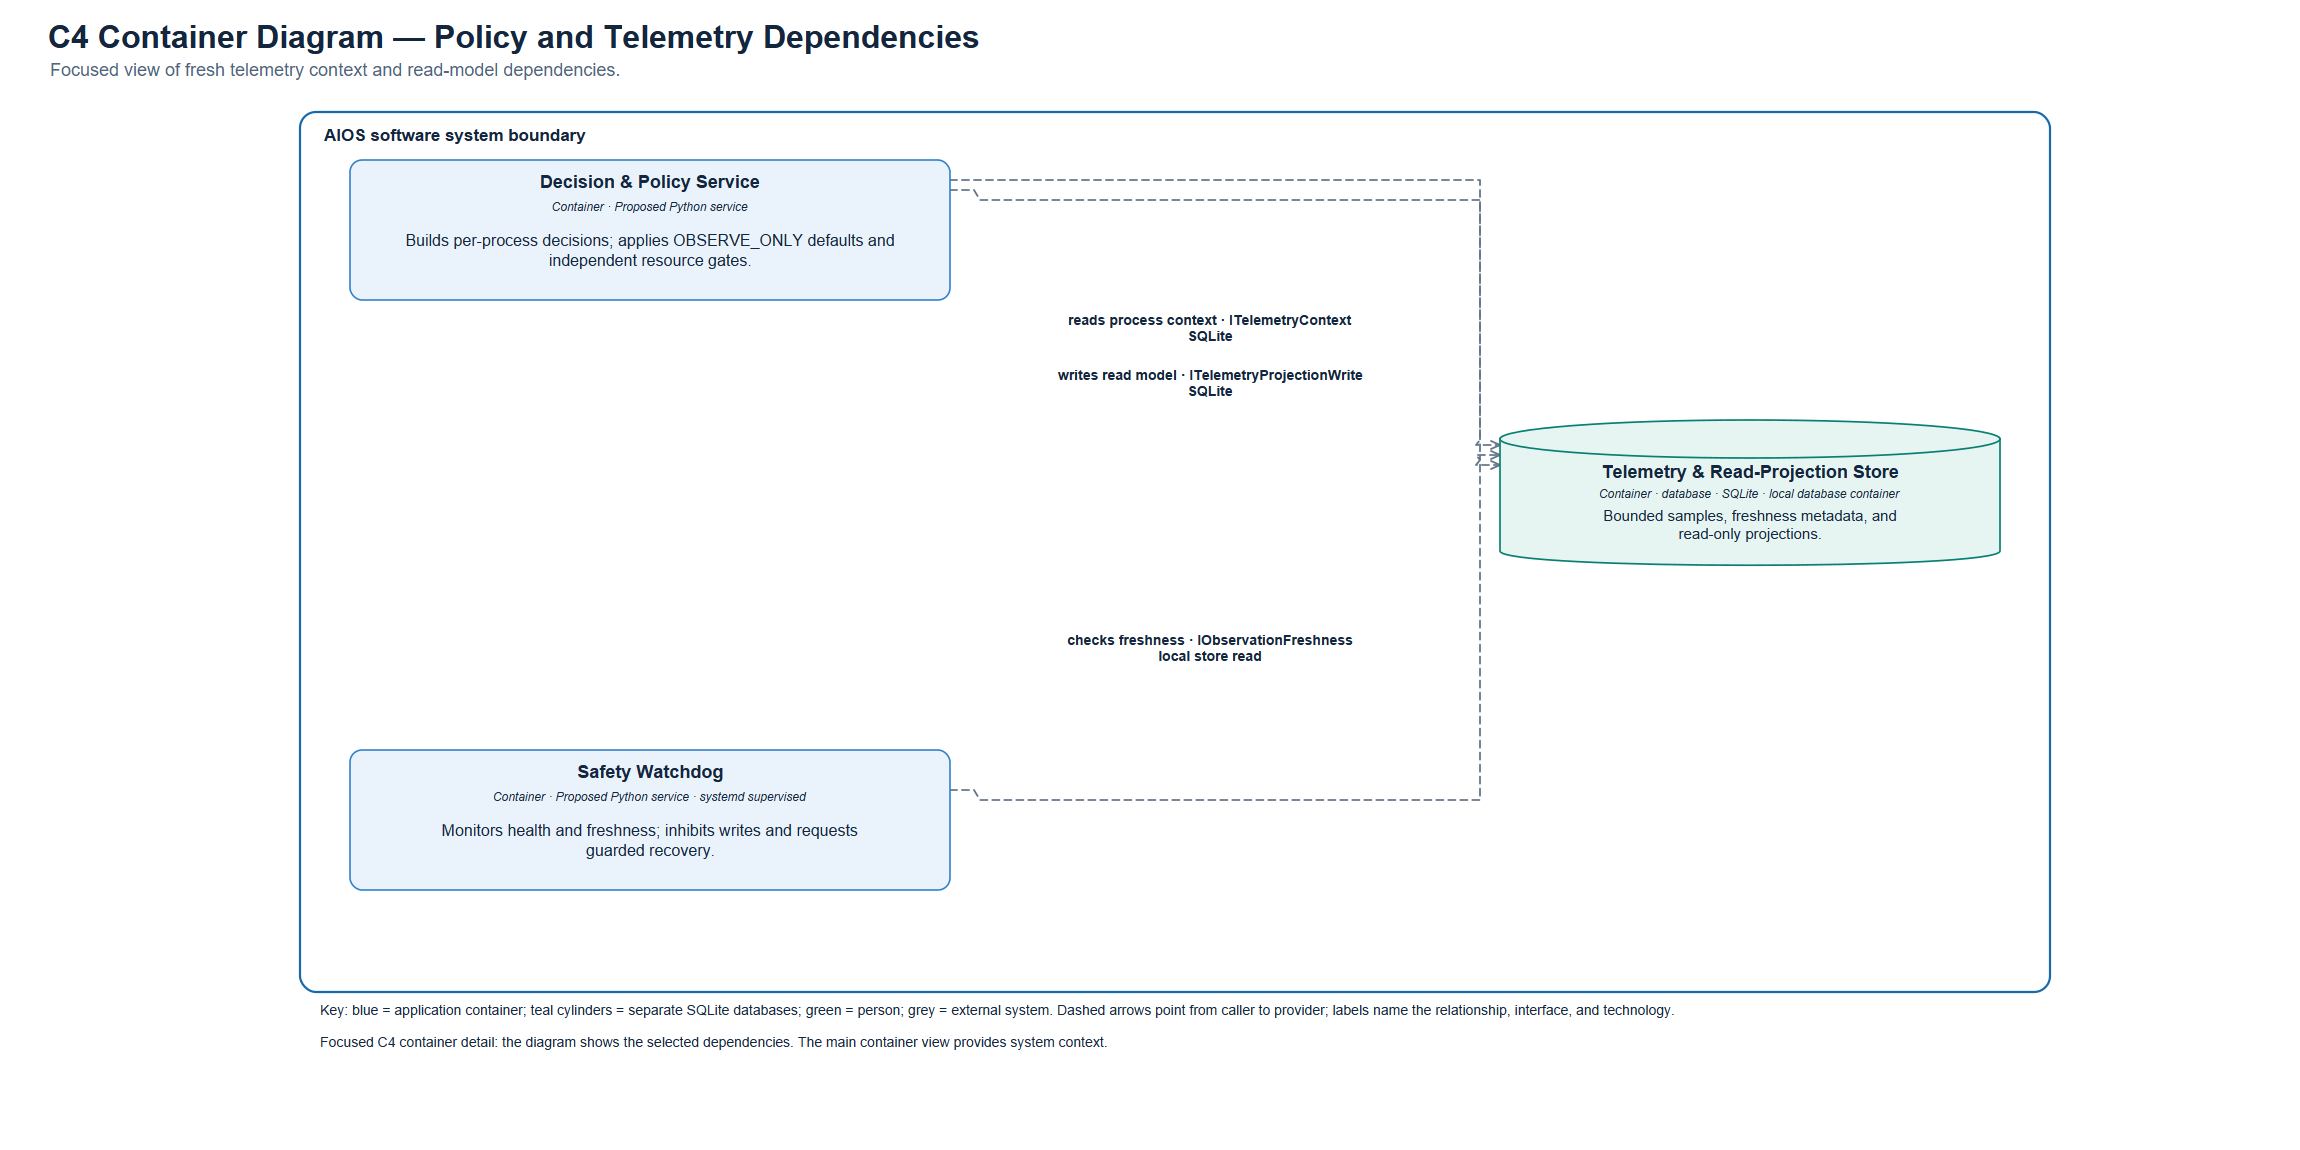 C4 Container Diagram — Policy and Telemetry Dependencies
Focused view of fresh telemetry context and read-model dependencies.
AIOS software system boundary
Decision & Policy Service
Container · Proposed Python service
Builds per-process decisions; applies OBSERVE_ONLY defaults and
independent resource gates.
reads process context · ITelemetryContext
SQLite
writes read model · ITelemetryProjectionWrite
SQLite
Telemetry & Read-Projection Store
Container · database · SQLite · local database container
Bounded samples, freshness metadata, and
read-only projections.
checks freshness · IObservationFreshness
local store read
Safety Watchdog
Container · Proposed Python service · systemd supervised
Monitors health and freshness; inhibits writes and requests
guarded recovery.
Key: blue = application container; teal cylinders = separate SQLite databases; green = person; grey = external system. Dashed arrows point from caller to provider; labels name the relationship, interface, and technology.
Focused C4 container detail: the diagram shows the selected dependencies. The main container view provides system context.